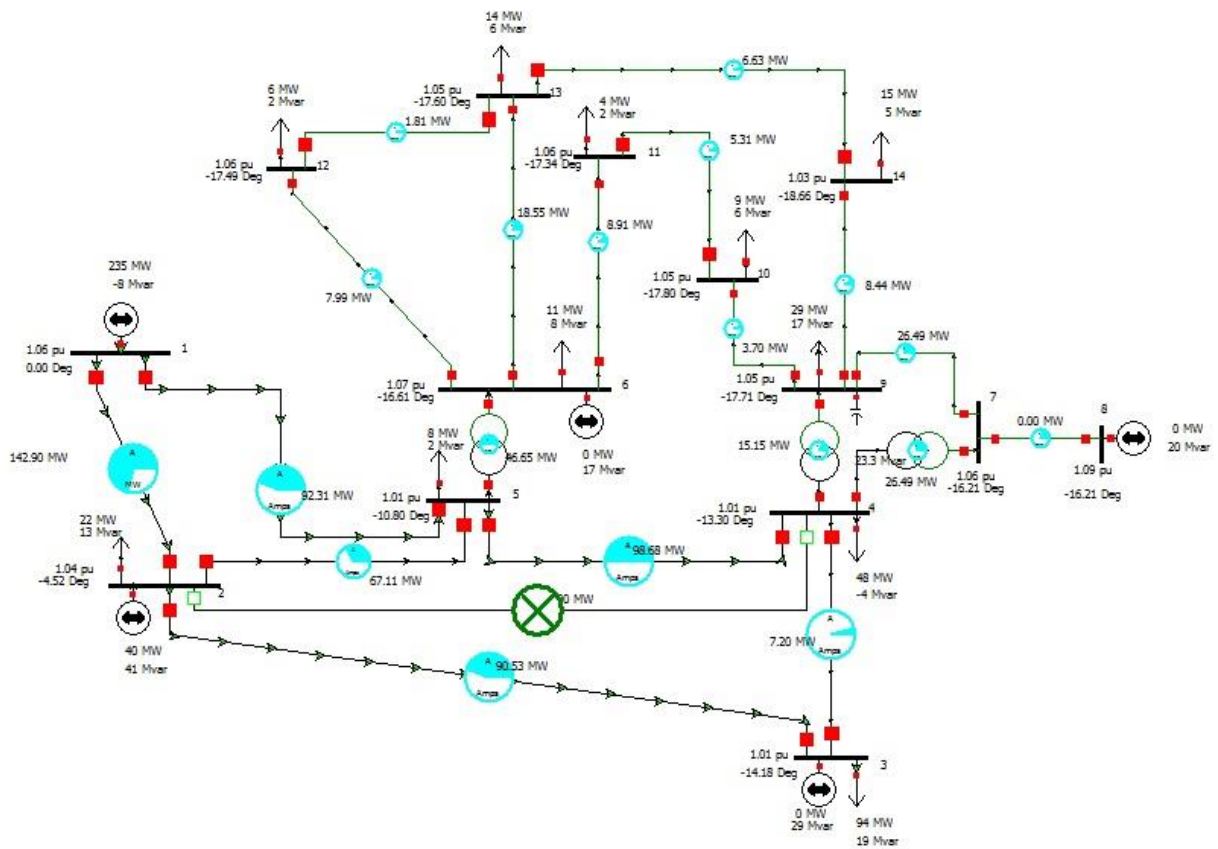 14 MW
6 Mvar
6.63 MW
1.05 pu
-17.60 Deg
13
6 MW
2 Mvar
1.81 MW
4 MW
2 Mvar
15 MW
5 Mvar
5.31 MW
1.06 pu
-17.49 Deg
12
1.06 pu
-17.34 Deg
11
1.03 pu
-18.66 Deg
14
18.55 MW
8.91 MW
9 MW
6 Mvar
1.05 pu
-17.80 Deg
10
235 MW
-8 Mvar
7.99 MW
8.44 MW
11 MW
8 Mvar
29 MW
17 Mvar
3.70 MW
26.49 MW
1.06 pu
0.00 Deg
1
1.07 pu
-16.61 Deg
6
1.05 pu
-17.71 Deg
9
7
8
0.00 MW
0 MW
20 Mvar
142.90 MW
A
MW
A
Amps
92.31 MW
8 MW
2 Mvar
46.65 MW
0 MW
17 Mvar
15.15 MW
23.3 Mvar
26.49 MW
1.06 pu
-16.21 Deg
1.09 pu
-16.21 Deg
1.01 pu
-10.80 Deg
5
1.01 pu
-13.30 Deg
4
22 MW
13 Mvar
67.11 MW
A
Amps
98.68 MW
48 MW
-4 Mvar
1.04 pu
-4.52 Deg
2
MW
40 MW
41 Mvar
A
Amps
90.53 MW
7.20 MW
A
Amps
1.01 pu
-14.18 Deg
3
0 MW
29 Mvar
94 MW
19 Mvar